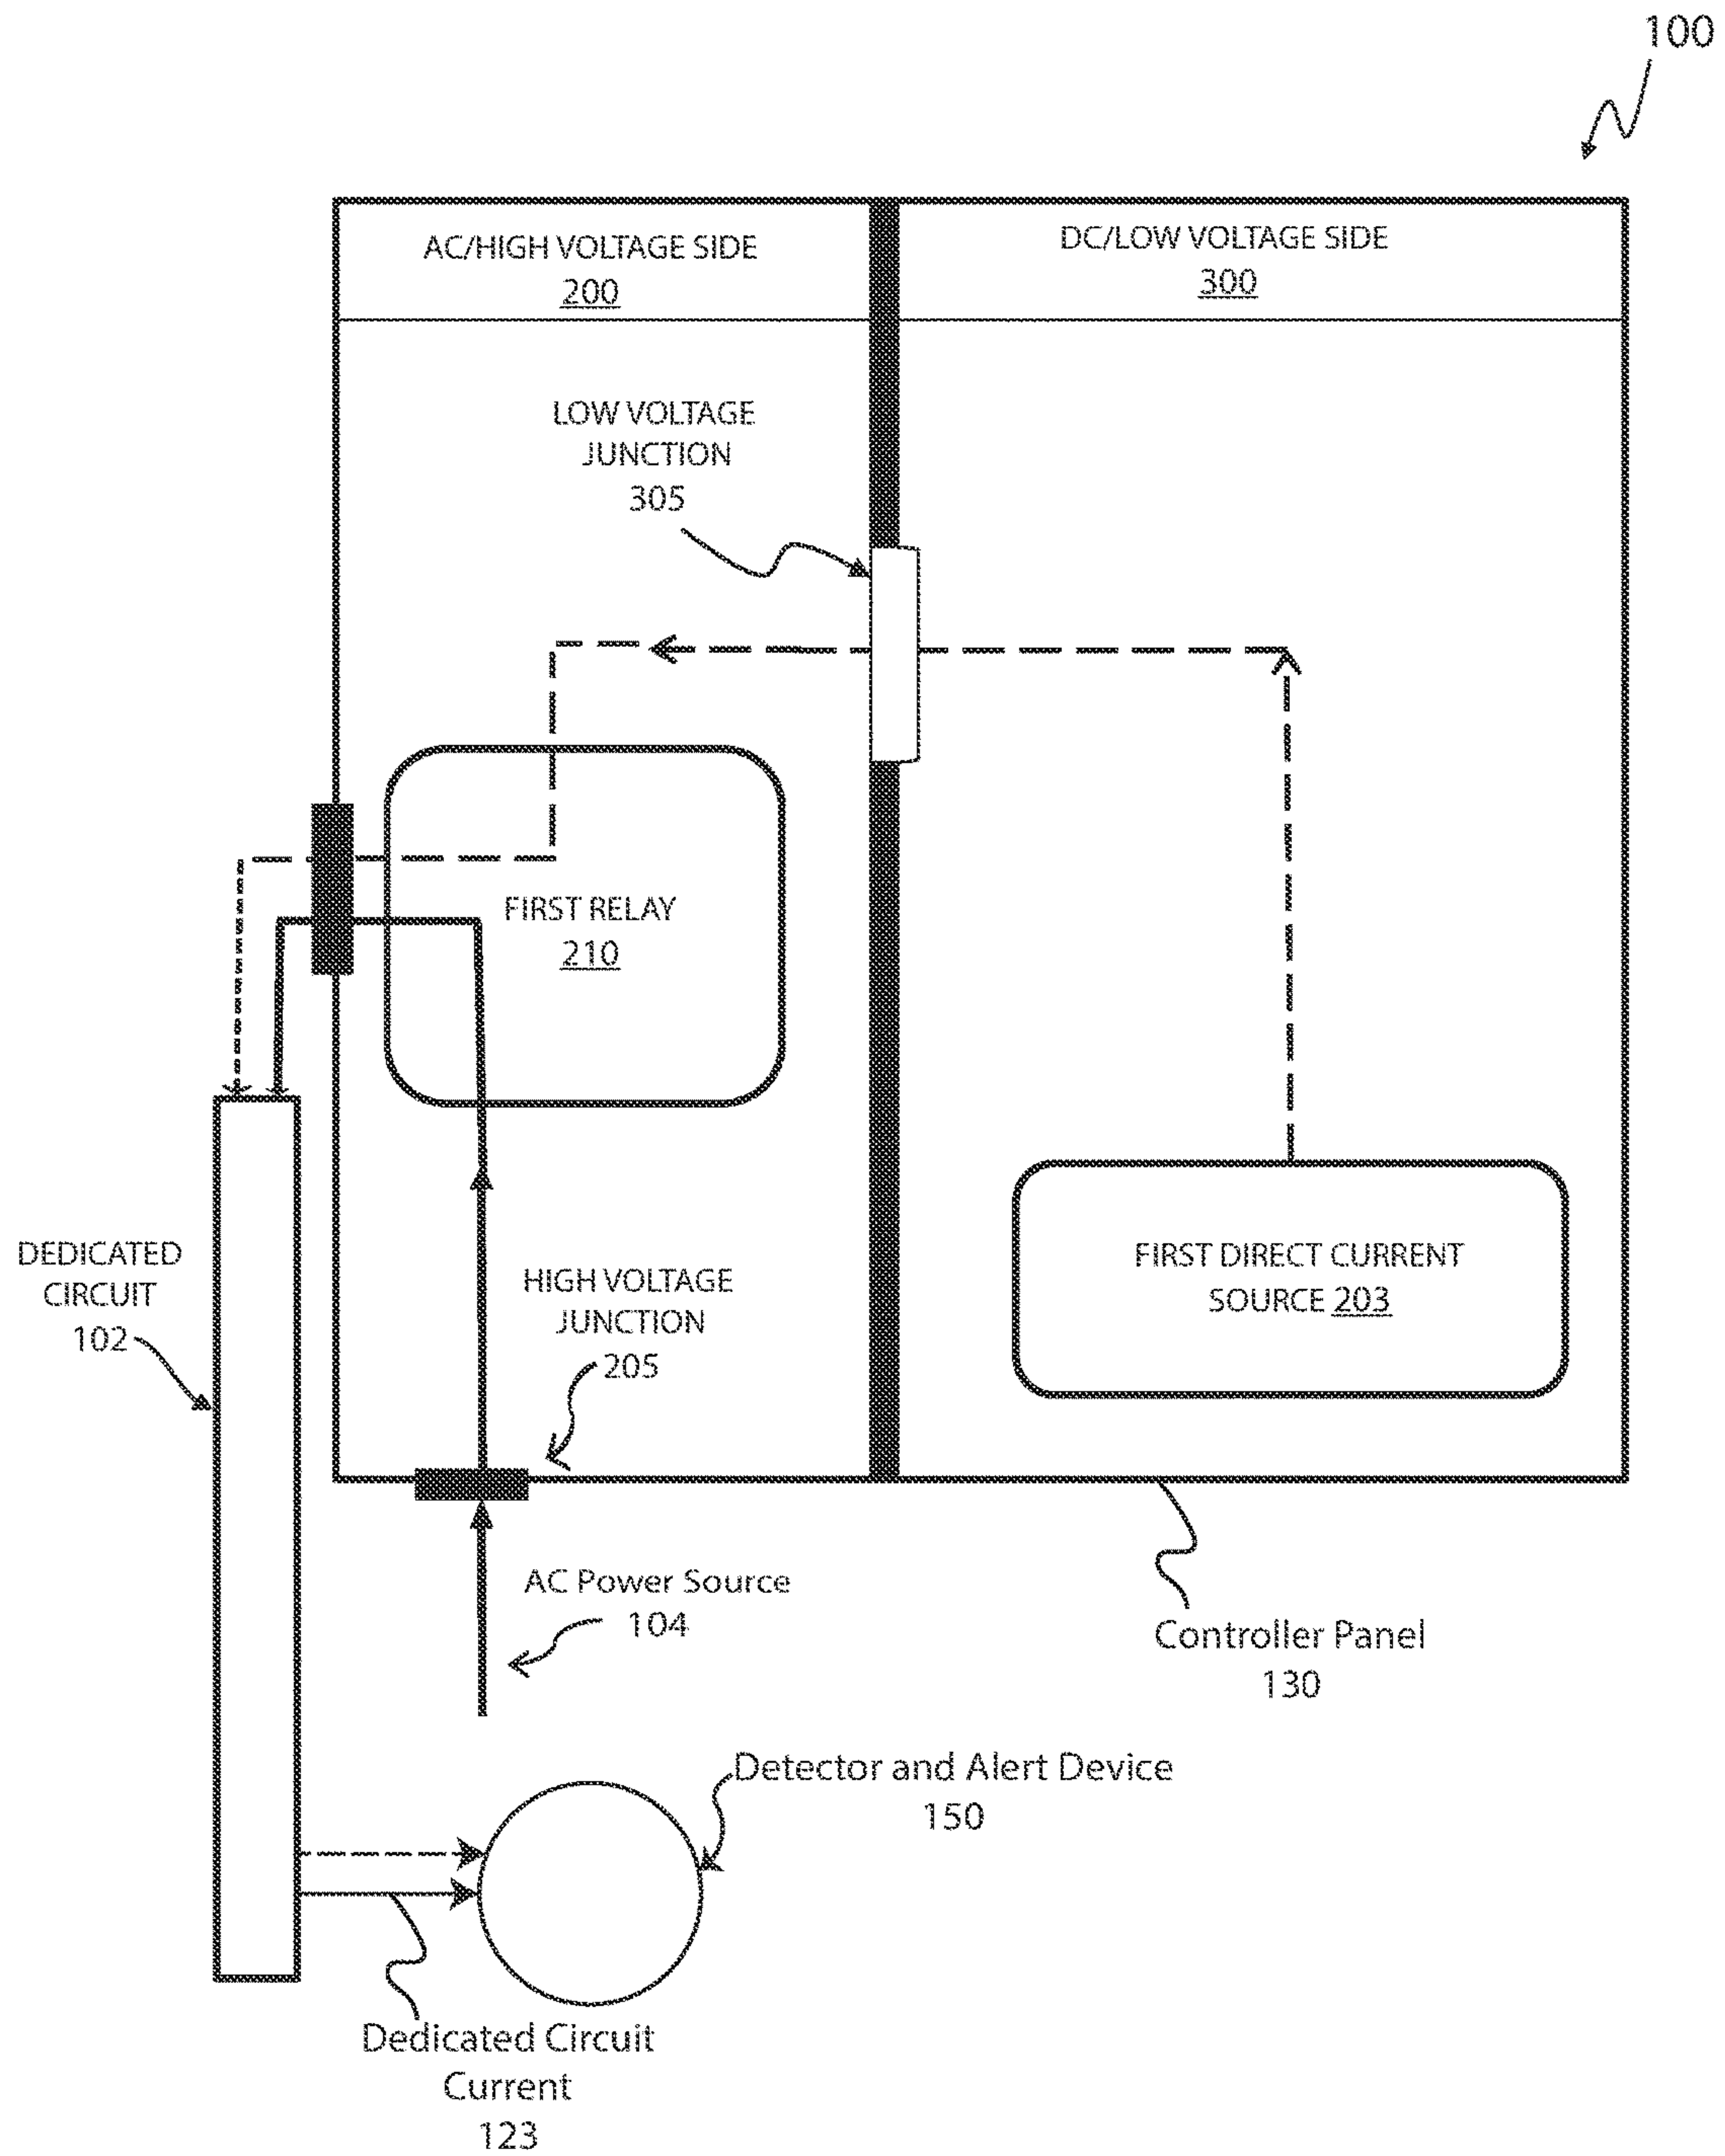 100
AC/HIGH VOLTAGE SIDE
200
DC/LOW VOLTAGE SIDE
300
LOW VOLTAGE
JUNCTION
305
FIRST RELAY
210
DEDICATED
CIRCUIT
102
HIGH VOLTAGE
JUNCTION
205
FIRST DIRECT CURRENT
SOURCE 203
AC Power Source
104
Controller Panel
130
Detector and Alert Device
150
Dedicated Circuit
Current
123